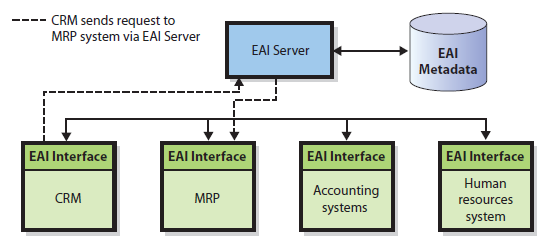 CRM sends request to
MRP system via EAI Server
EAI Server
EAI
Metadata
EAI Interface
CRM
EAI Interface
MRP
EAI Interface
Accounting
systems
EAI Interface
Human
resources
system